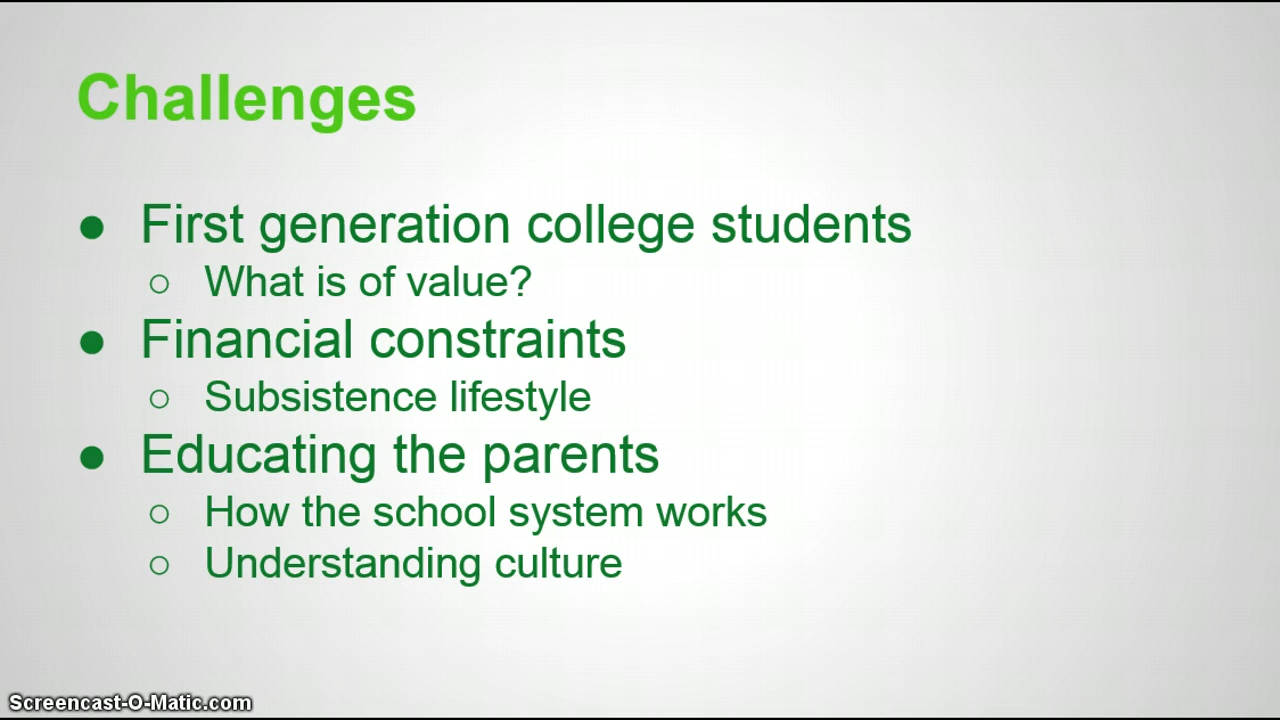 Challenges
● First generation college students
○ What is of value?
● Financial constraints
○ Subsistence lifestyle
● Educating the parents
○ How the school system works
○ Understanding culture
Screencast-O-Matic.com